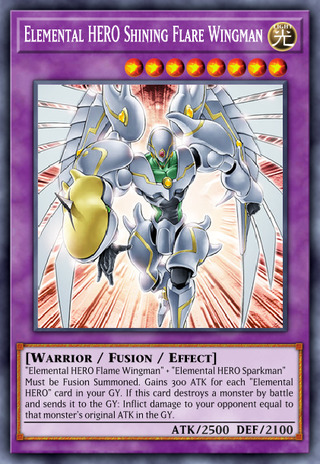 Elemental HERO Shining Flare Wingman
LIGHT
光
[Warrior / Fusion / Effect]
"Elemental HERO Flame Wingman" + "Elemental HERO Sparkman"
Must be Fusion Summoned. Gains 300 ATK for each "Elemental
HERO" card in your GY. If this card destroys a monster by battle
and sends it to the GY: Inflict damage to your opponent equal to
that monster's original ATK in the GY.
ATK/2500 DEF/2100